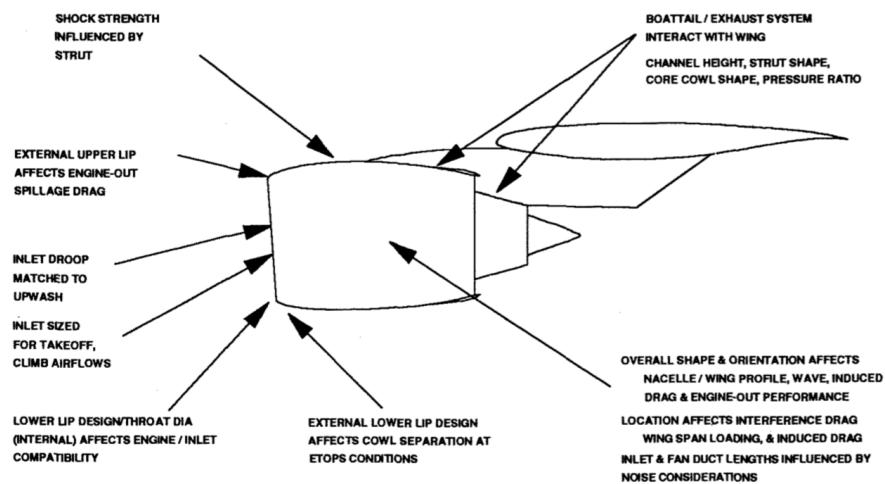 SHOCK STRENGTH
INFLUENCED BY
STRUT
BOATTAIL / EXHAUST SYSTEM
INTERACT WITH WING
CHANNEL HEIGHT, STRUT SHAPE,
CORE COWL SHAPE, PRESSURE RATIO
EXTERNAL UPPER LIP
AFFECTS ENGINE-OUT
SPILLAGE DRAG
INLET DROOP
MATCHED TO
UPWASH
INLET SIZED
FOR TAKEOFF,
CLIMB AIRFLOWS
LOWER LIP DESIGN/THROAT DIA
(INTERNAL) AFFECTS ENGINE / INLET
COMPATIBILITY
EXTERNAL LOWER LIP DESIGN
AFFECTS COWL SEPARATION AT
ETOPS CONDITIONS
OVERALL SHAPE & ORIENTATION AFFECTS
NACELLE / WING PROFILE, WAVE, INDUCED
DRAG & ENGINE-OUT PERFORMANCE
LOCATION AFFECTS INTERFERENCE DRAG
WING SPAN LOADING, & INDUCED DRAG
INLET & FAN DUCT LENGTHS INFLUENCED BY
NOISE CONSIDERATIONS